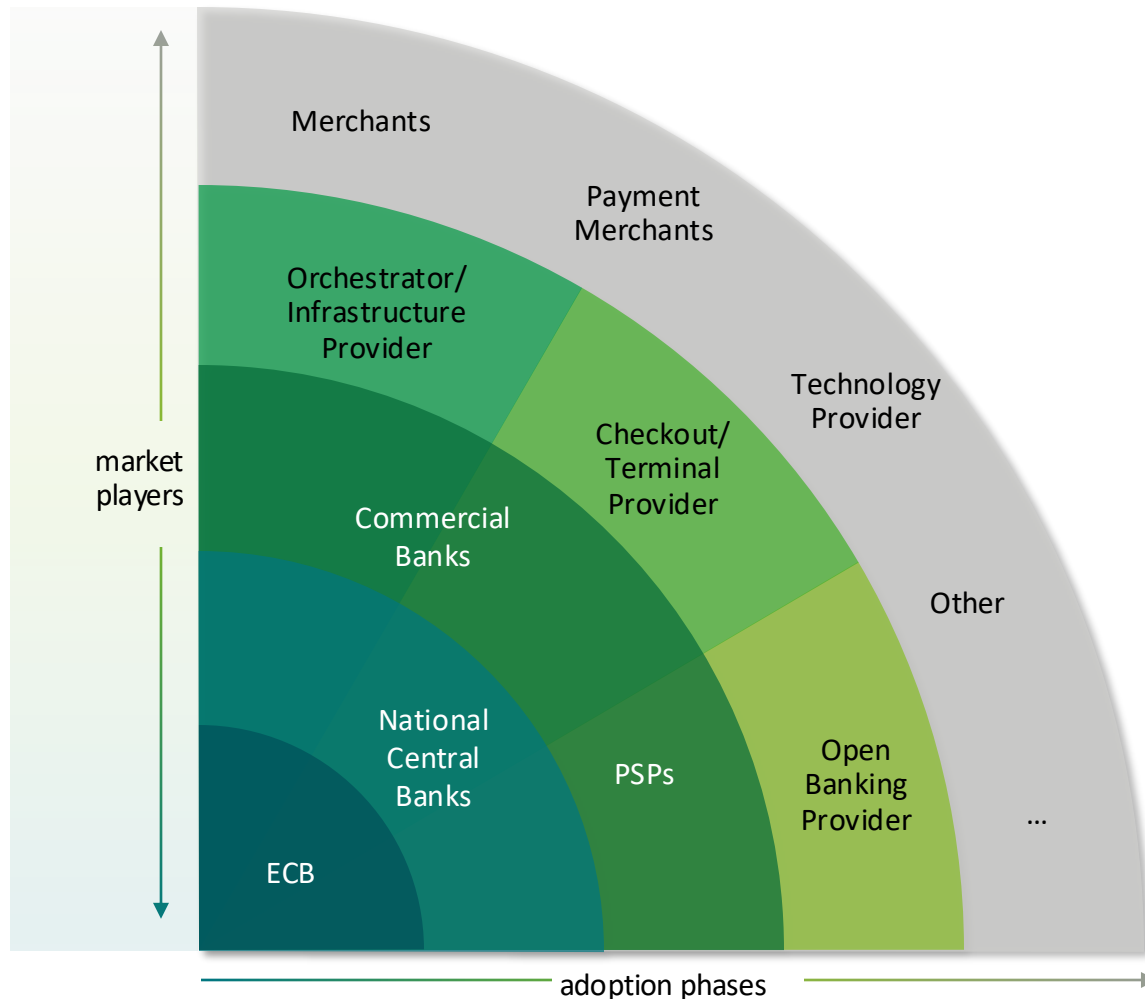 Merchants
Payment
Merchants
Orchestrator/
Infrastructure
Provider
Technology
Provider
Checkout/
Terminal
Provider
market
players
Commercial
Banks
Other
National
Central
Banks
PSPs
Open
Banking
Provider
...
ECB
adoption phases